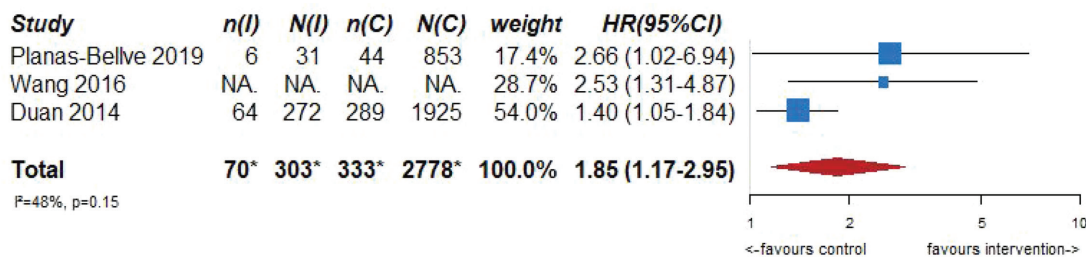 Study n(I) N(I) n(C) N(C) weight HR(95%CI)
Planas-Bellve 2019 6 31 44 853 17.4% 2.66 (1.02-6.94)
Wang 2016 NA. NA. NA. NA. 28.7% 2.53 (1.31-4.87)
Duan 2014 64 272 289 1925 54.0% 1.40 (1.05-1.84)
Total 70* 303* 333* 2778* 100.0% 1.85 (1.17-2.95)
I²=48%, p=0.15
1 2 5 10
<-favours control favours intervention->